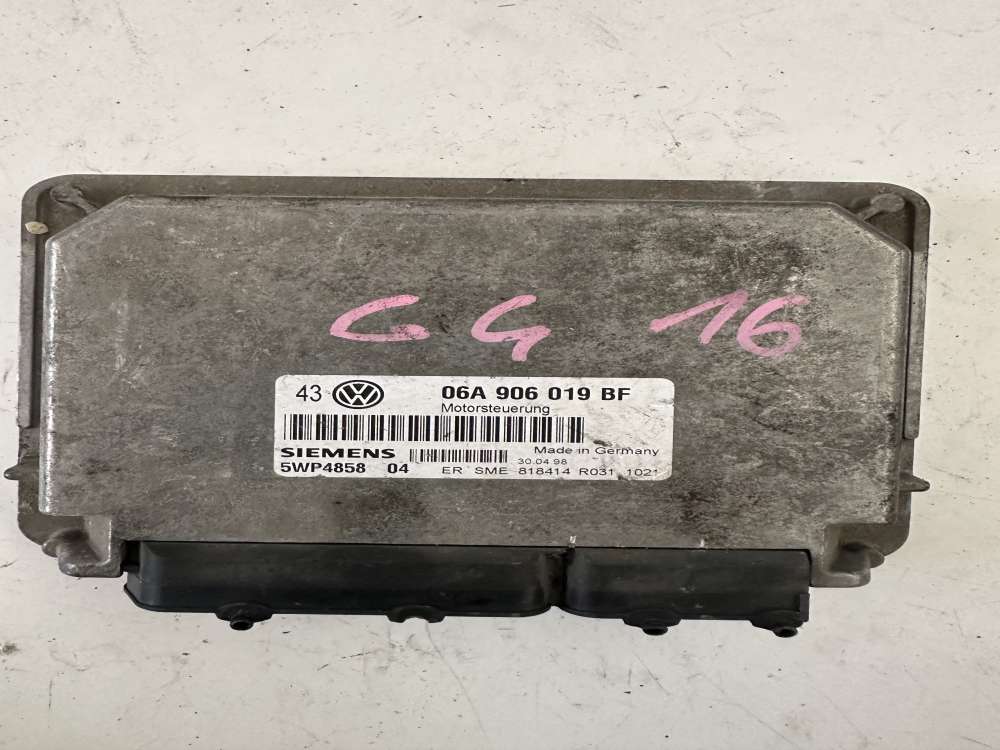 G G 16
43 VW 06A 906 019 BF
Motorsteuerung
SIEMENS Made in Germany
30.04.98
5WP4858 04 ER SME 818414 R031 1021